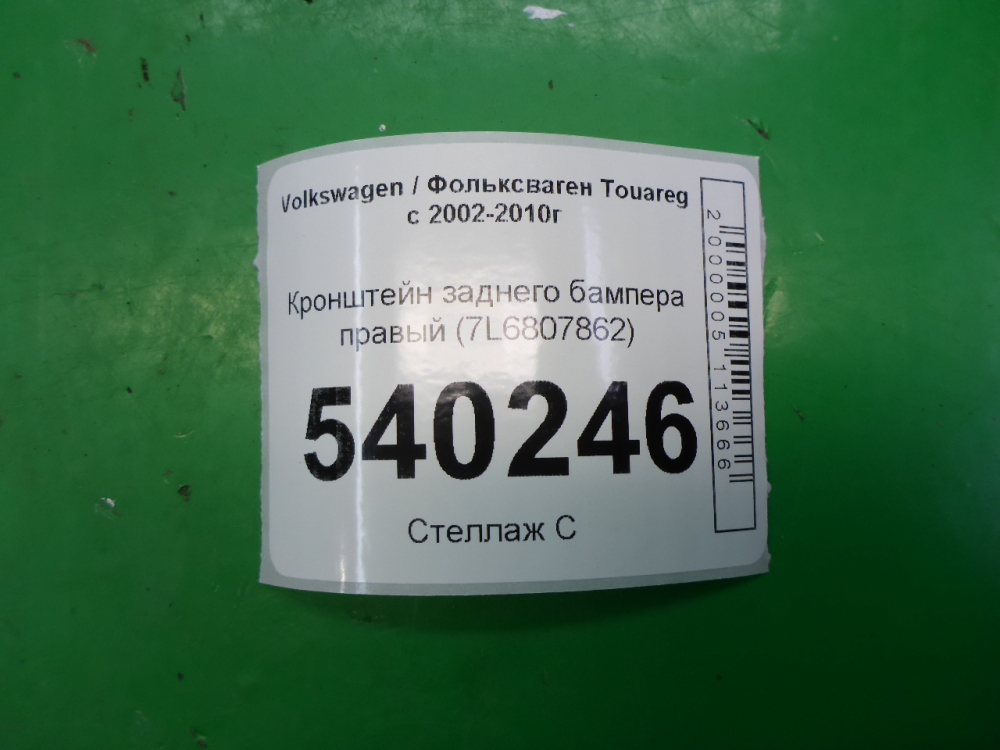 Volkswagen / Фольксваген Touareg
с 2002-2010г
Кронштейн заднего бампера
правый (7L6807862)
540246
Стеллаж С
2000005113666